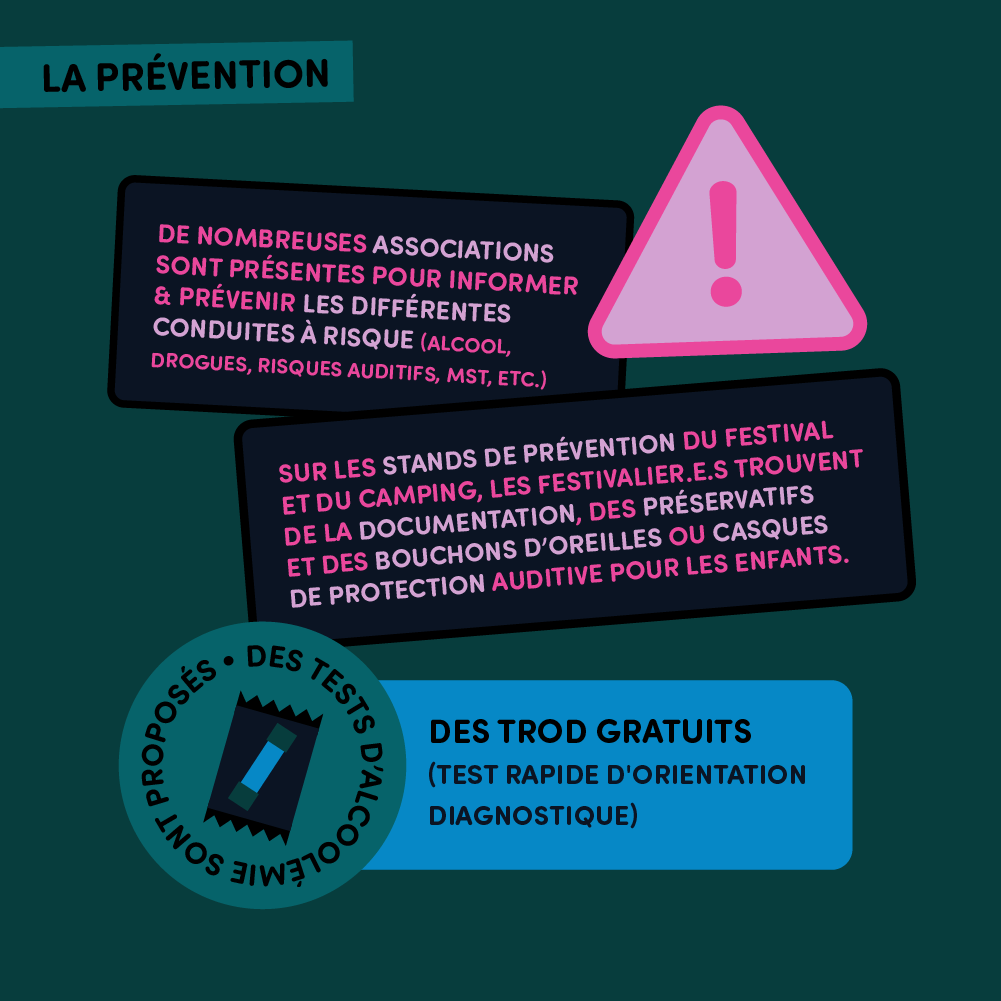 LA PRÉVENTION
DE NOMBREUSES ASSOCIATIONS
SONT PRÉSENTES POUR INFORMER
& PRÉVENIR LES DIFFÉRENTES
CONDUITES À RISQUE (ALCOOL,
DROGUES, RISQUES AUDITIFS, MST, ETC.)
SUR LES STANDS DE PRÉVENTION DU FESTIVAL
ET DU CAMPING, LES FESTIVALIER.E.S TROUVENT
DE LA DOCUMENTATION, DES PRÉSERVATIFS
ET DES BOUCHONS D'OREILLES OU CASQUES
DE PROTECTION AUDITIVE POUR LES ENFANTS.
DES TESTS D'ALCOOLÉMIE SONT PROPOSÉS •
DES TROD GRATUITS
(TEST RAPIDE D'ORIENTATION
DIAGNOSTIQUE)